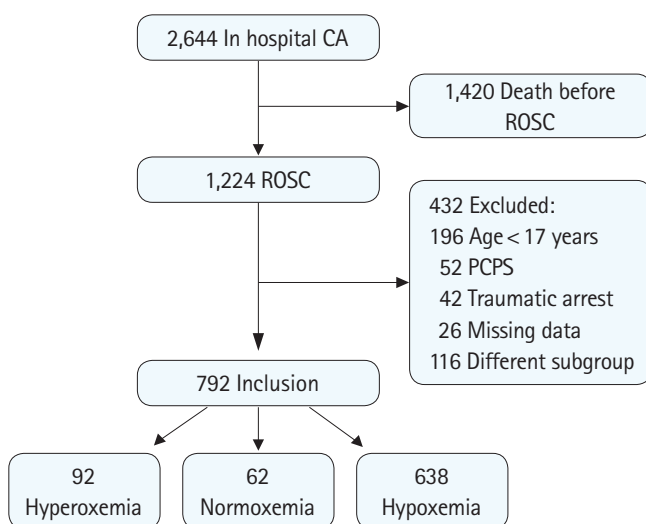 2,644 In hospital CA
1,420 Death before
ROSC
1,224 ROSC
432 Excluded:
196 Age < 17 years
52 PCPS
42 Traumatic arrest
26 Missing data
116 Different subgroup
792 Inclusion
92
Hyperoxemia
62
Normoxemia
638
Hypoxemia